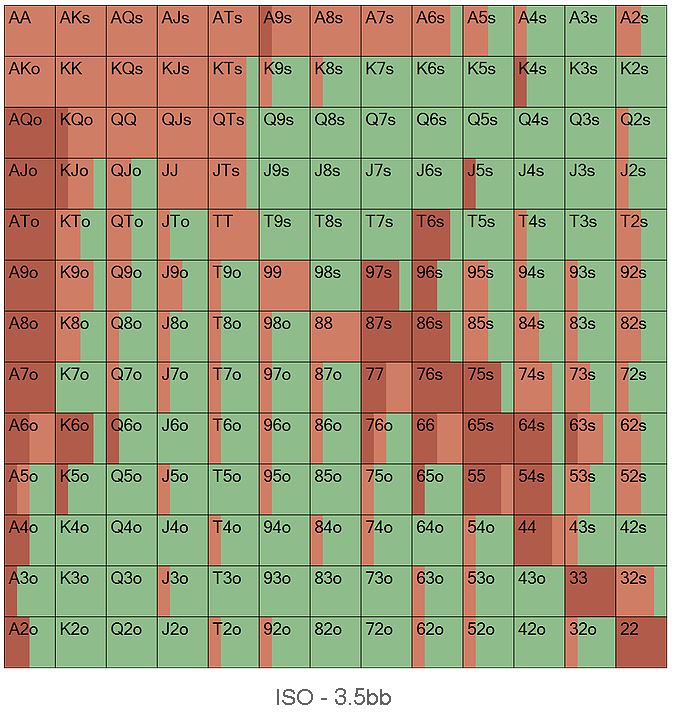 AA AKs AQs AJs ATs A9s A8s A7s A6s A5s A4s A3s A2s
AKo KK KQs KJs KTs K9s K8s K7s K6s K5s K4s K3s K2s
AQo KQo QQ QJs QTs Q9s Q8s Q7s Q6s Q5s Q4s Q3s Q2s
AJo KJo QJo JJ JTs J9s J8s J7s J6s J5s J4s J3s J2s
ATo KTo QTo JTo TT T9s T8s T7s T6s T5s T4s T3s T2s
A9o K9o Q9o J9o T9o 99 98s 97s 96s 95s 94s 93s 92s
A8o K8o Q8o J8o T8o 98o 88 87s 86s 85s 84s 83s 82s
A7o K7o Q7o J7o T7o 97o 87o 77 76s 75s 74s 73s 72s
A6o K6o Q6o J6o T6o 96o 86o 76o 66 65s 64s 63s 62s
A5o K5o Q5o J5o T5o 95o 85o 75o 65o 55 54s 53s 52s
A4o K4o Q4o J4o T4o 94o 84o 74o 64o 54o 44 43s 42s
A3o K3o Q3o J3o T3o 93o 83o 73o 63o 53o 43o 33 32s
A2o K2o Q2o J2o T2o 92o 82o 72o 62o 52o 42o 32o 22
ISO - 3.5bb